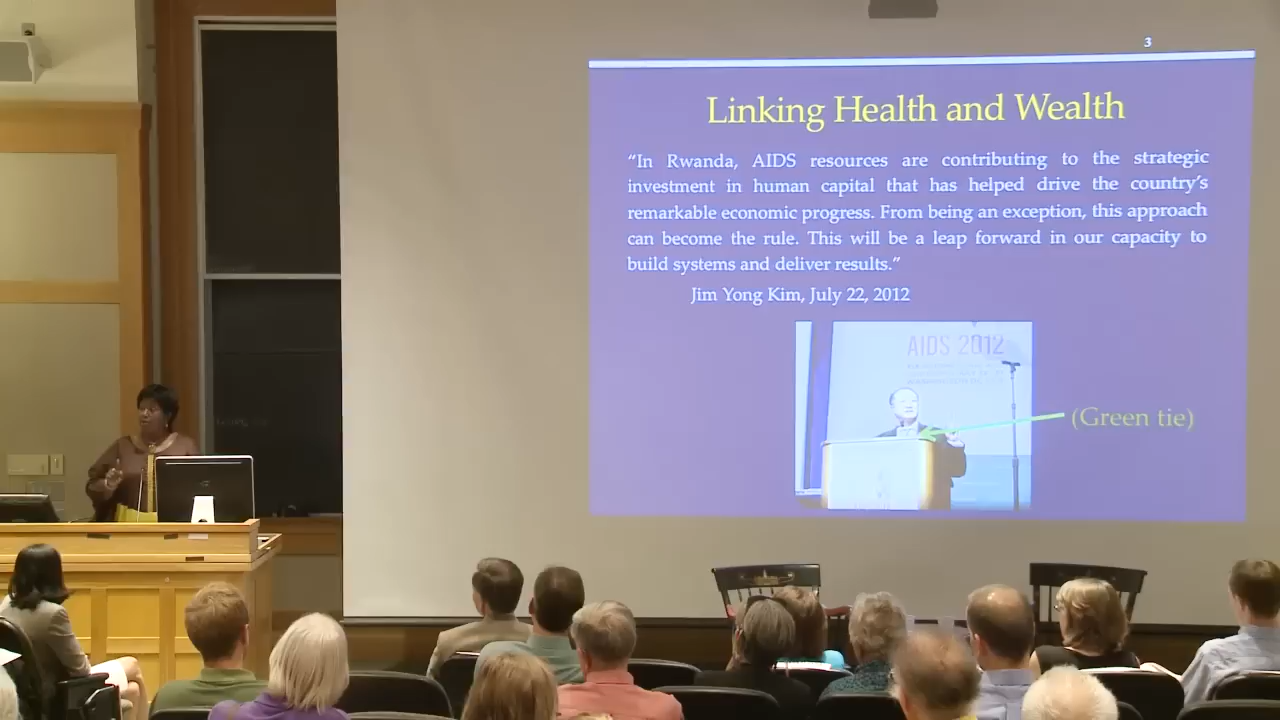 3
Linking Health and Wealth
“In Rwanda, AIDS resources are contributing to the strategic
investment in human capital that has helped drive the country’s
remarkable economic progress. From being an exception, this approach
can become the rule. This will be a leap forward in our capacity to
build systems and deliver results.”
Jim Yong Kim, July 22, 2012
AIDS 2012
(Green tie)